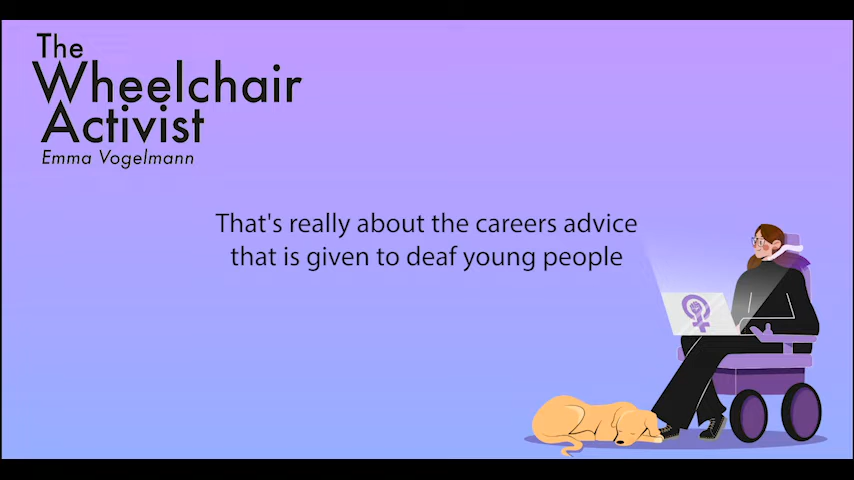 The
Wheelchair
Activist
Emma Vogelmann
That's really about the careers advice
that is given to deaf young people